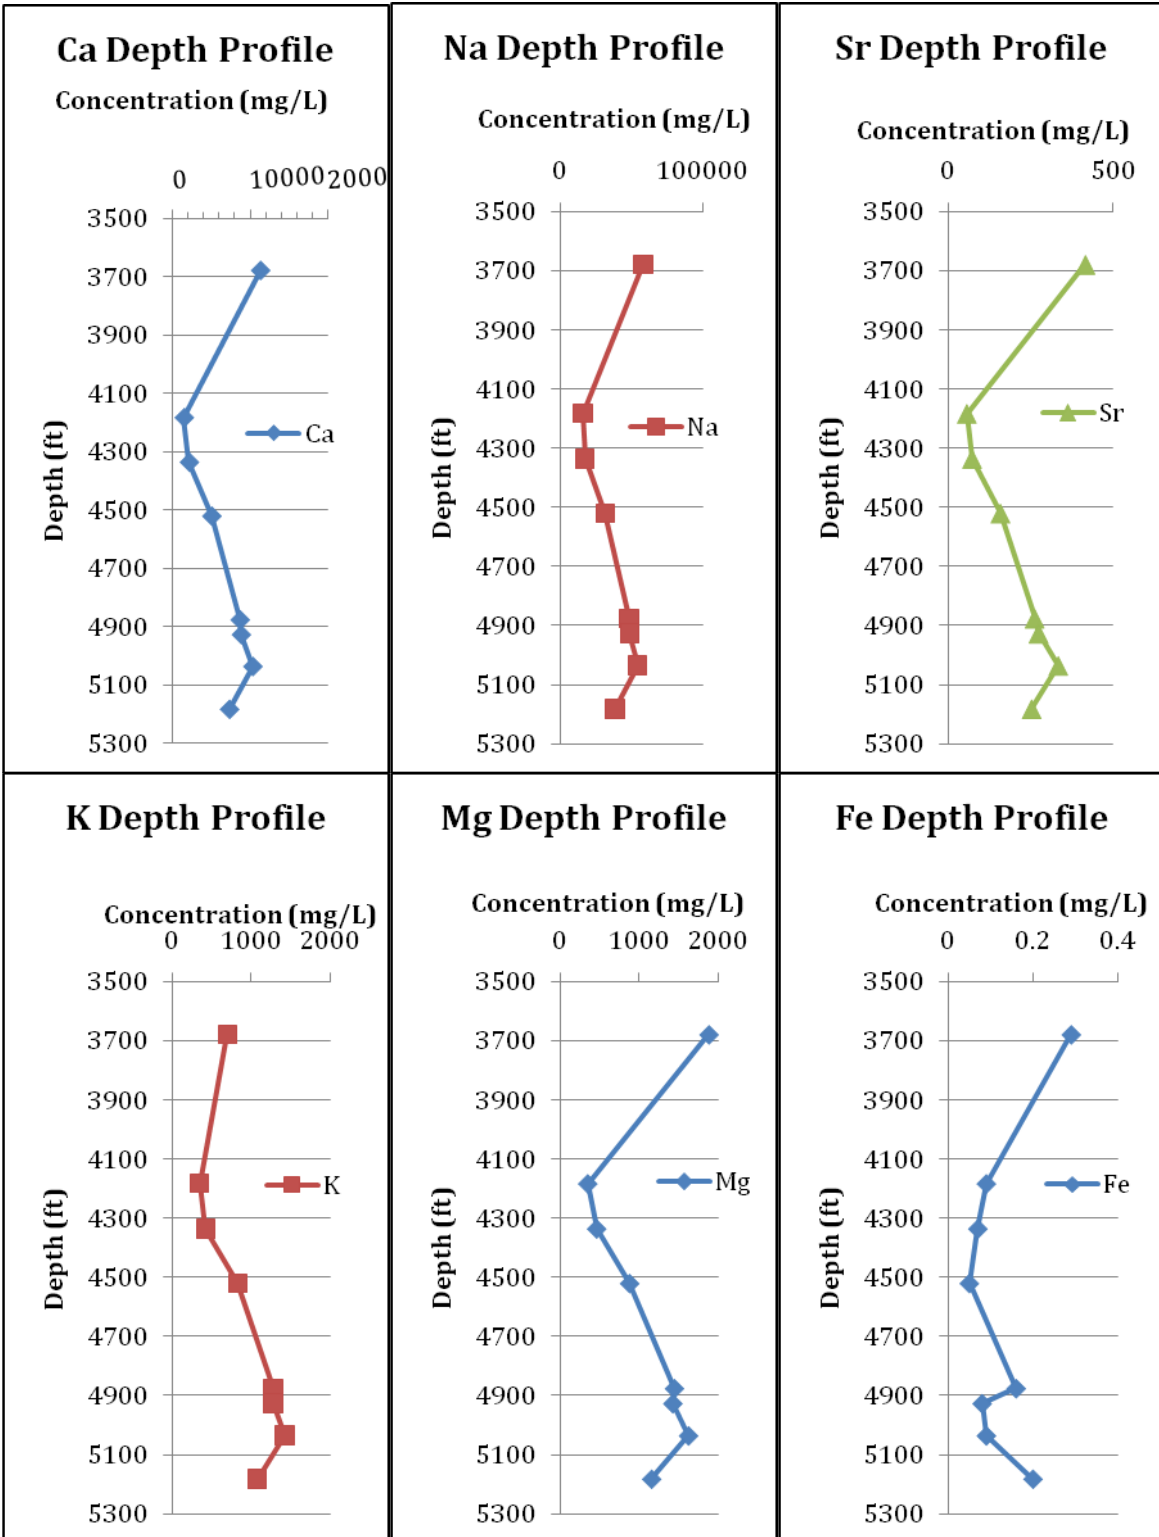 Ca Depth Profile
Concentration (mg/L)
0 10000 2000
3500
3700
3900
4100
4300
4500
4700
4900
5100
5300
Depth (ft)
Ca
Na Depth Profile
Concentration (mg/L)
0 100000
3500
3700
3900
4100
4300
4500
4700
4900
5100
5300
Depth (ft)
Na
Sr Depth Profile
Concentration (mg/L)
0 500
3500
3700
3900
4100
4300
4500
4700
4900
5100
5300
Depth (ft)
Sr
K Depth Profile
Concentration (mg/L)
0 1000 2000
3500
3700
3900
4100
4300
4500
4700
4900
5100
5300
Depth (ft)
K
Mg Depth Profile
Concentration (mg/L)
0 1000 2000
3500
3700
3900
4100
4300
4500
4700
4900
5100
5300
Depth (ft)
Mg
Fe Depth Profile
Concentration (mg/L)
0 0.2 0.4
3500
3700
3900
4100
4300
4500
4700
4900
5100
5300
Depth (ft)
Fe